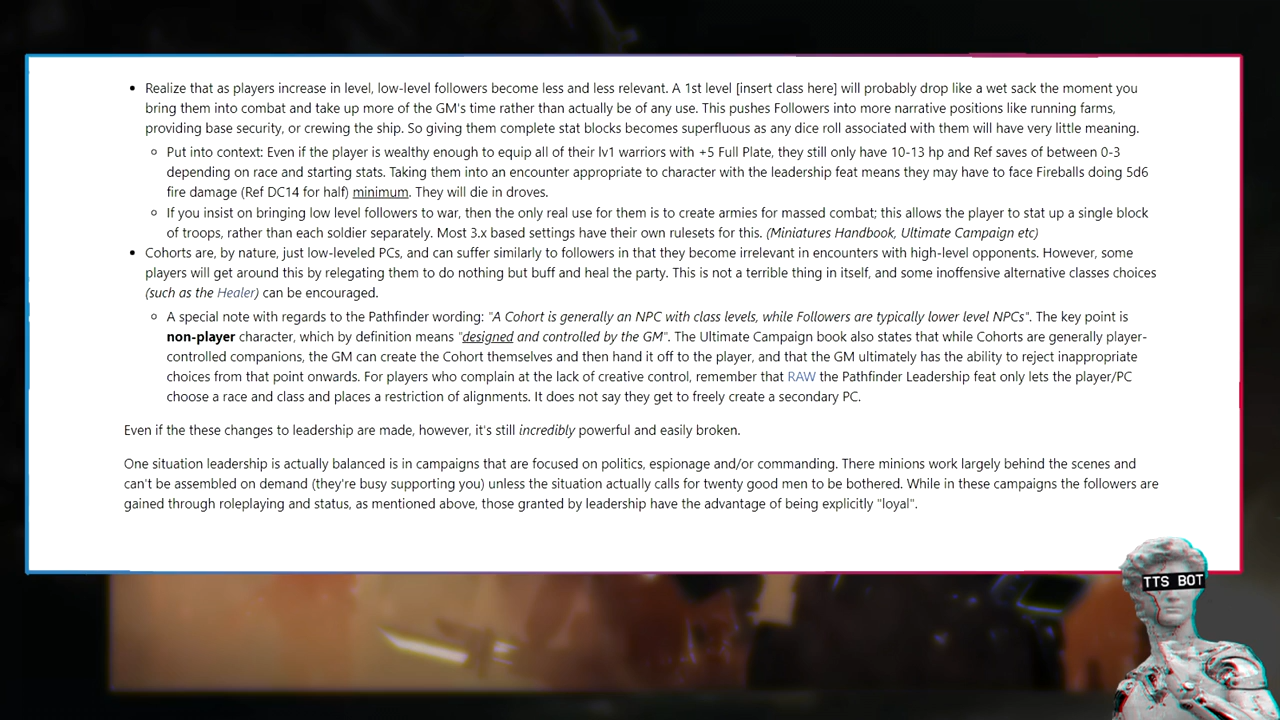 Realize that as players increase in level, low-level followers become less and less relevant. A 1st level [insert class here] will probably drop like a wet sack the moment you
bring them into combat and take up more of the GM's time rather than actually be of any use. This pushes Followers into more narrative positions like running farms,
providing base security, or crewing the ship. So giving them complete stat blocks becomes superfluous as any dice roll associated with them will have very little meaning.
Put into context: Even if the player is wealthy enough to equip all of their lv1 warriors with +5 Full Plate, they still only have 10-13 hp and Ref saves of between 0-3
depending on race and starting stats. Taking them into an encounter appropriate to character with the leadership feat means they may have to face Fireballs doing 5d6
fire damage (Ref DC14 for half) minimum. They will die in droves.
If you insist on bringing low level followers to war, then the only real use for them is to create armies for massed combat; this allows the player to stat up a single block
of troops, rather than each soldier separately. Most 3.x based settings have their own rulesets for this. (Miniatures Handbook, Ultimate Campaign etc)
Cohorts are, by nature, just low-leveled PCs, and can suffer similarly to followers in that they become irrelevant in encounters with high-level opponents. However, some
players will get around this by relegating them to do nothing but buff and heal the party. This is not a terrible thing in itself, and some inoffensive alternative classes choices
(such as the Healer) can be encouraged.
A special note with regards to the Pathfinder wording: "A Cohort is generally an NPC with class levels, while Followers are typically lower level NPCs". The key point is
non-player character, which by definition means "designed and controlled by the GM". The Ultimate Campaign book also states that while Cohorts are generally player-
controlled companions, the GM can create the Cohort themselves and then hand it off to the player, and that the GM ultimately has the ability to reject inappropriate
choices from that point onwards. For players who complain at the lack of creative control, remember that RAW the Pathfinder Leadership feat only lets the player/PC
choose a race and class and places a restriction of alignments. It does not say they get to freely create a secondary PC.
Even if the these changes to leadership are made, however, it's still incredibly powerful and easily broken.
One situation leadership is actually balanced is in campaigns that are focused on politics, espionage and/or commanding. There minions work largely behind the scenes and
can't be assembled on demand (they're busy supporting you) unless the situation actually calls for twenty good men to be bothered. While in these campaigns the followers are
gained through roleplaying and status, as mentioned above, those granted by leadership have the advantage of being explicitly "loyal".
TTS BOT